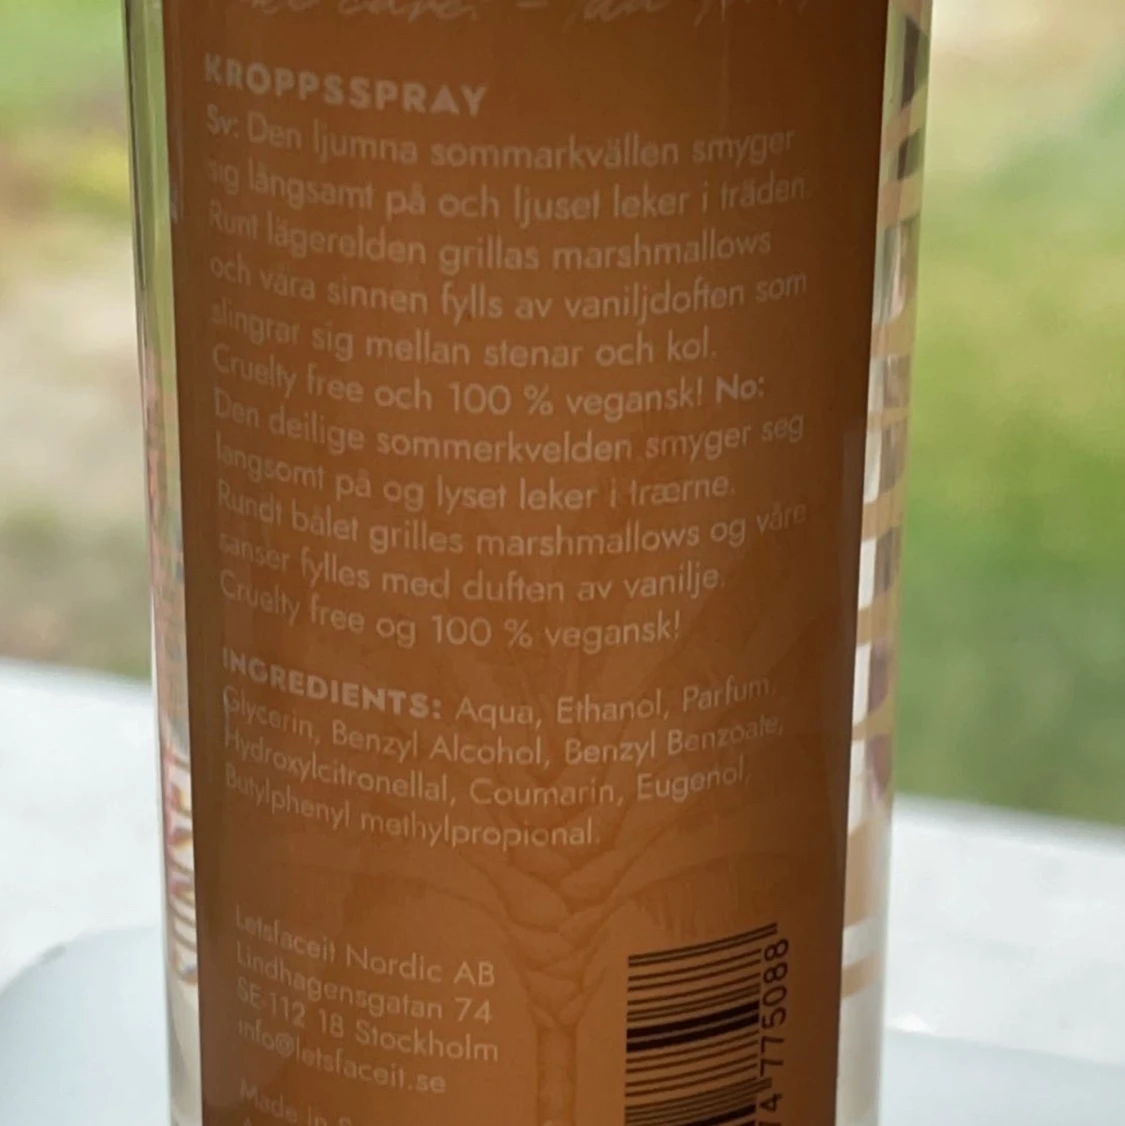 KROPPSSPRAY
Sv: Den ljumna sommarkvällen smyger
sig långsamt på och ljuset leker i träden.
Runt lägerelden grillas marshmallows
och våra sinnen fylls av vaniljdoften som
slingrar sig mellan stenar och kol.
Cruelty free och 100 % vegansk! No:
Den deilige sommerkvelden smyger seg
langsomt på og lyset leker i trærne.
Rundt bålet grilles marshmallows og våre
sanser fylles med duften av vanilje.
Cruelty free og 100 % vegansk!
INGREDIENTS: Aqua, Ethanol, Parfum,
Glycerin, Benzyl Alcohol, Benzyl Benzoate,
Hydroxylcitronellal, Coumarin, Eugenol,
Butylphenyl methylpropional.
Letsfaceit Nordic AB
Lindhagensgatan 74
SE-112 18 Stockholm
info@letsfaceit.se
Made in
74 775088